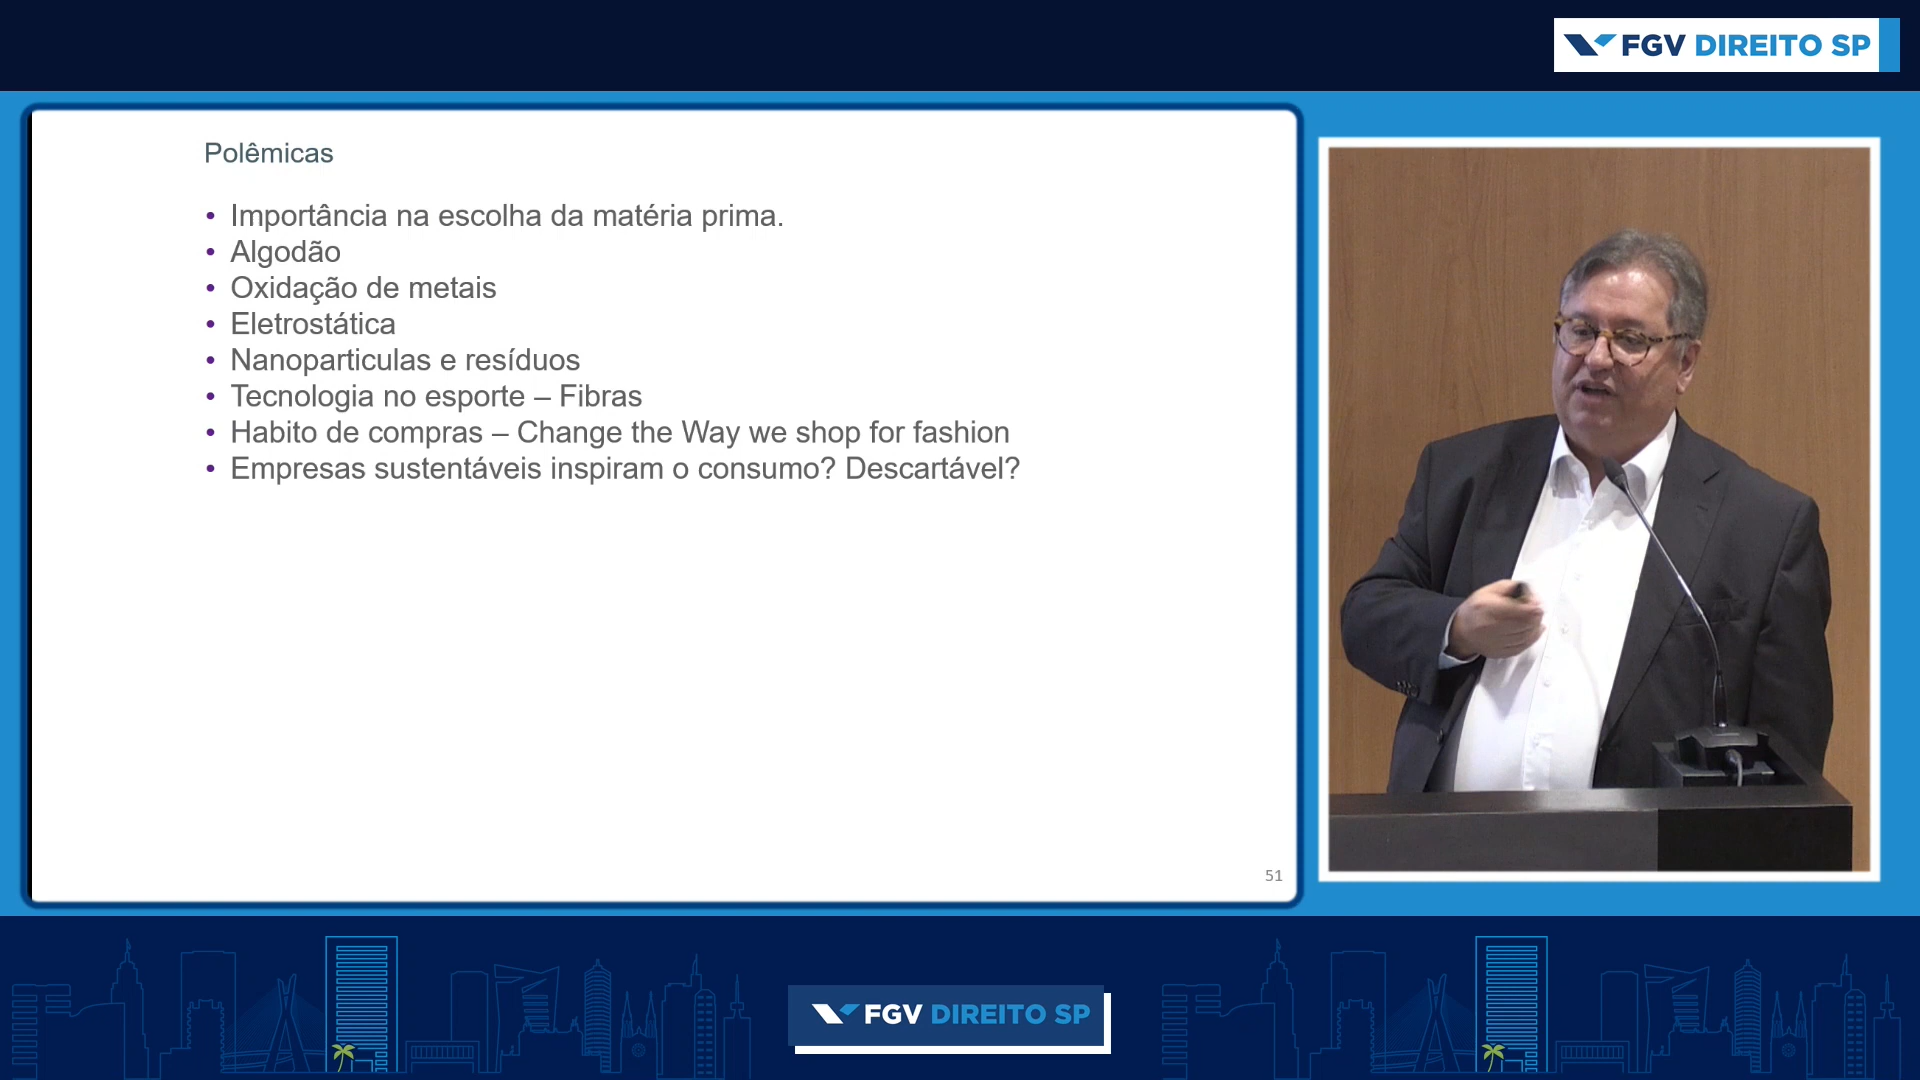 FGV DIREITO SP
Polêmicas
• Importância na escolha da matéria prima.
• Algodão
• Oxidação de metais
• Eletrostática
• Nanoparticulas e resíduos
• Tecnologia no esporte – Fibras
• Habito de compras – Change the Way we shop for fashion
• Empresas sustentáveis inspiram o consumo? Descartável?
51
FGV DIREITO SP